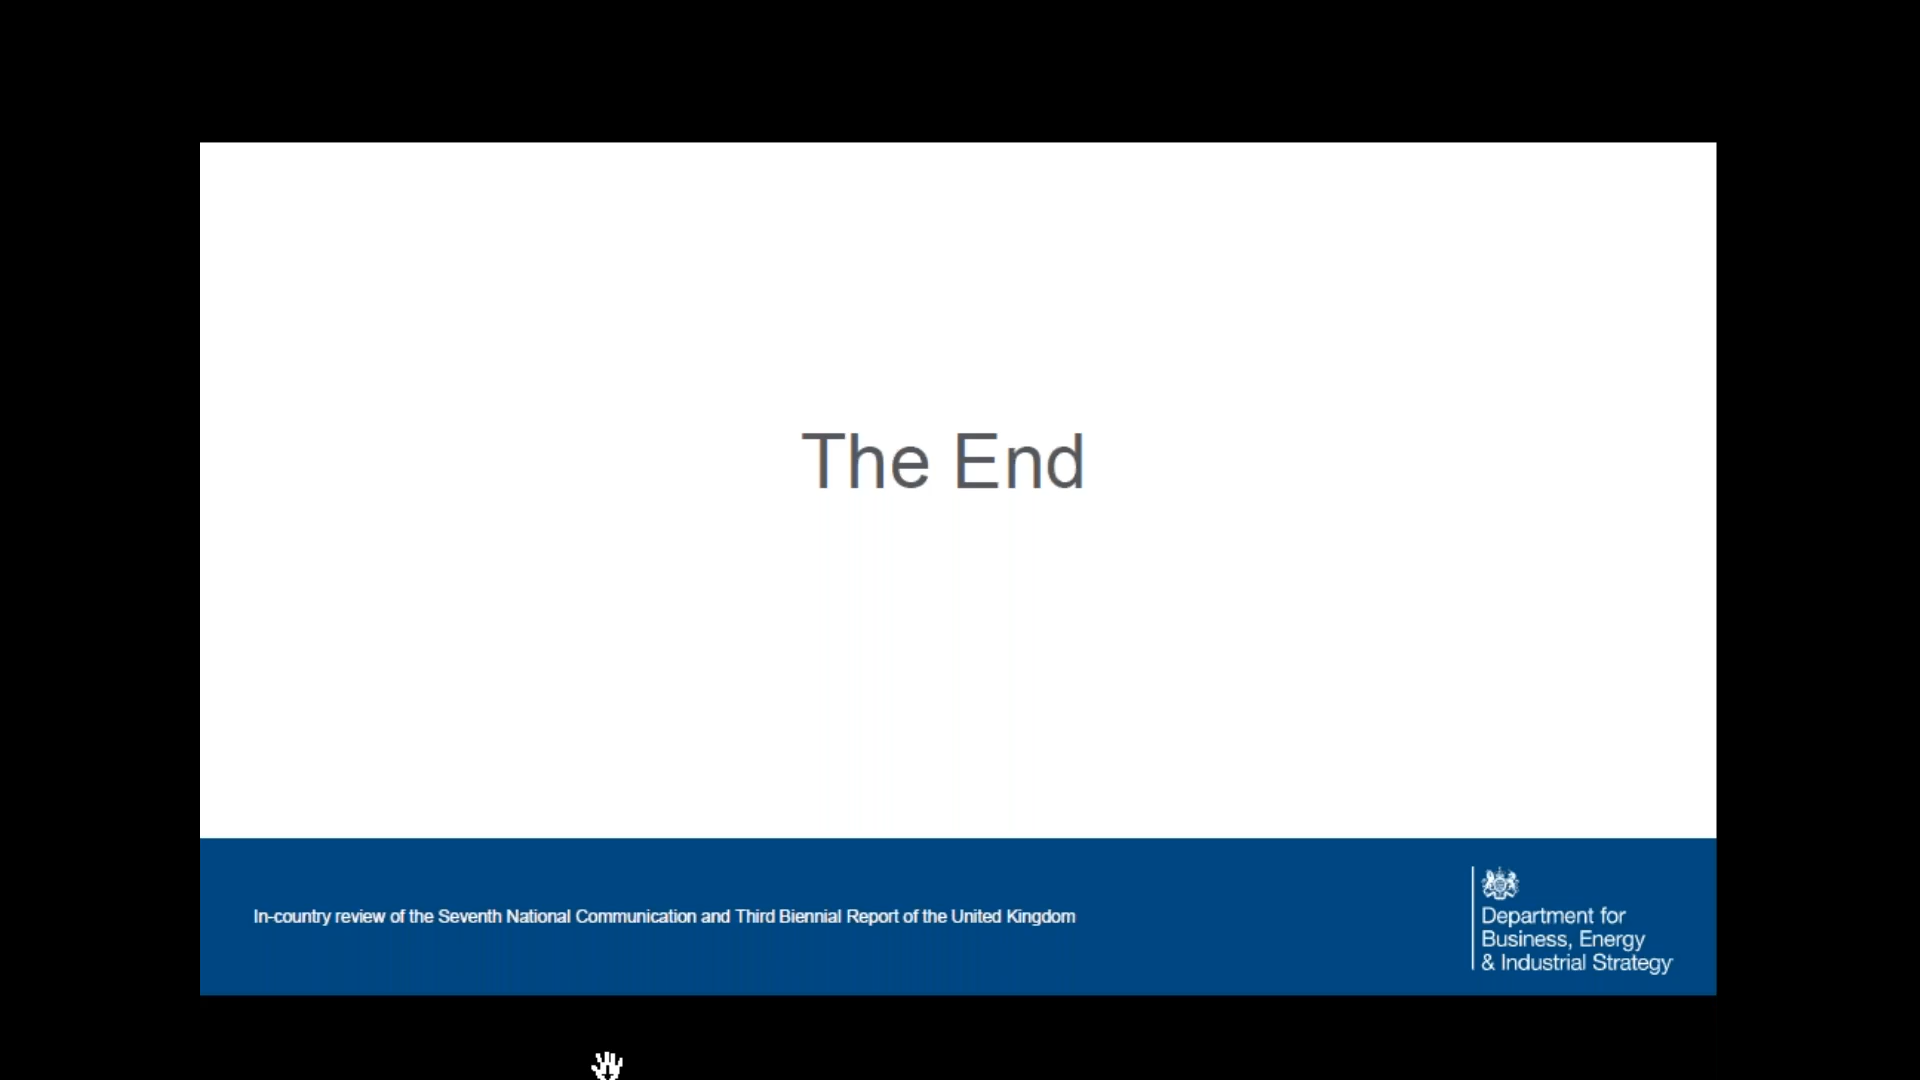 The End
In-country review of the Seventh National Communication and Third Biennial Report of the United Kingdom
Department for
Business, Energy
& Industrial Strategy